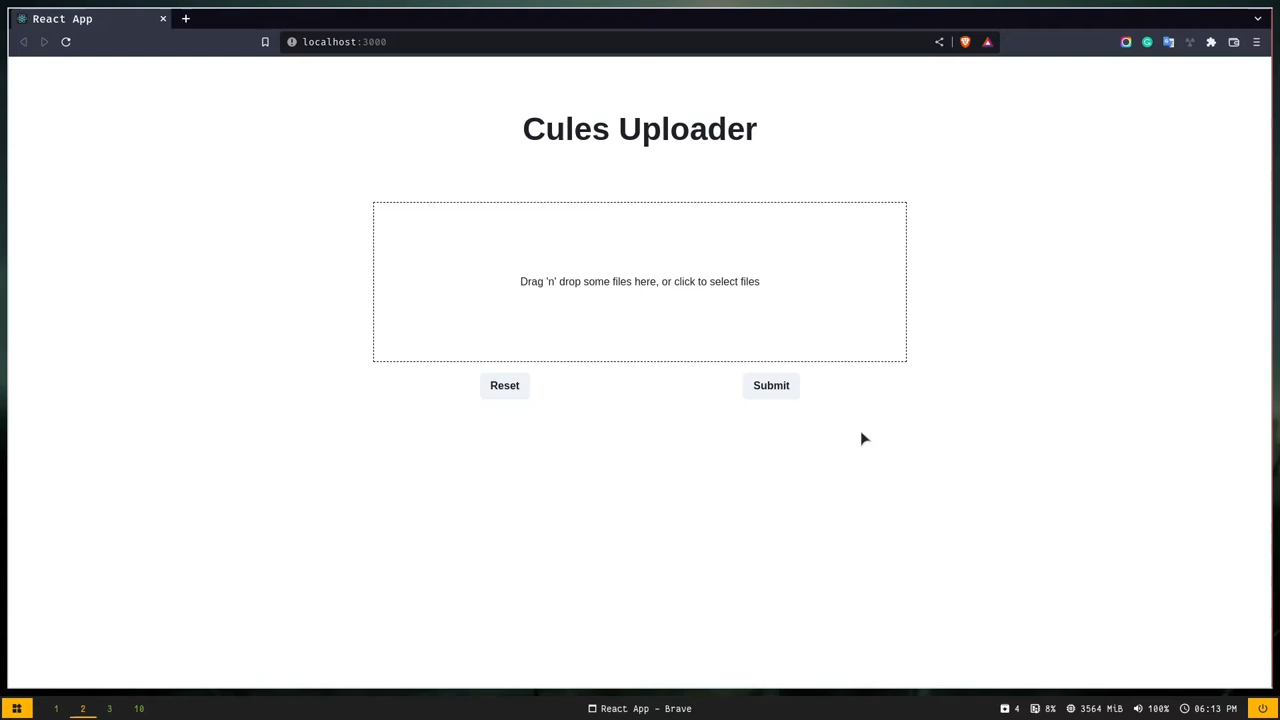 React App
localhost:3000
Cules Uploader
Drag 'n' drop some files here, or click to select files
Reset
Submit
1 2 3 10
React App – Brave
4 8% 3564 MiB 100% 06:13 PM